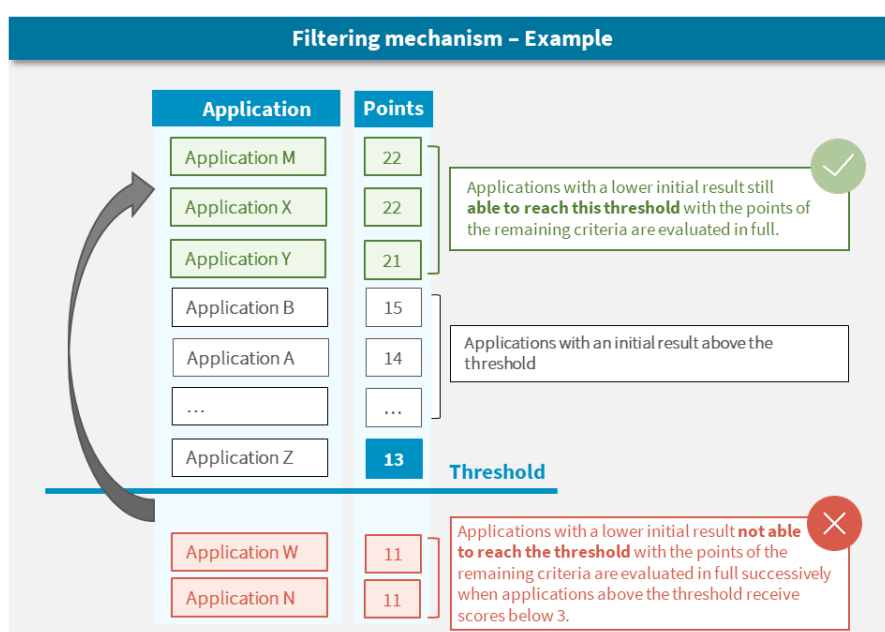 Filtering mechanism – Example
Application Points
Application M 22
Application X 22
Application Y 21
Applications with a lower initial result still
able to reach this threshold with the points of
the remaining criteria are evaluated in full.
Application B 15
Application A 14
... ...
Applications with an initial result above the
threshold
Application Z 13
Threshold
Application W 11
Application N 11
Applications with a lower initial result not able
to reach the threshold with the points of the
remaining criteria are evaluated in full successively
when applications above the threshold receive
scores below 3.